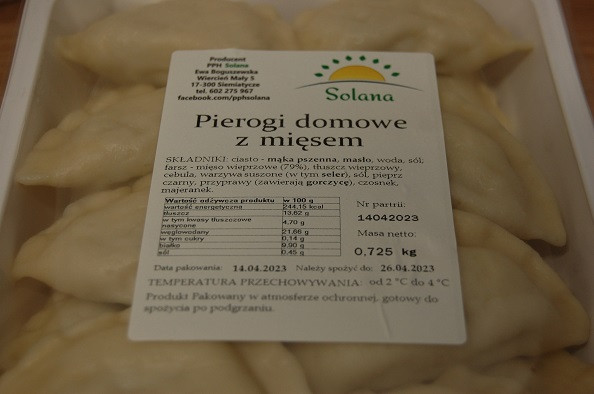 Producent
PPH Solana
Ewa Boguszewska
Wiercień Mały 5
17-300 Siemiatycze
tel. 602 275 967
facebook.com/pphsolana
Solana
Pierogi domowe
z mięsem
SKŁADNIKI: ciasto - mąka pszenna, masło, woda, sól,
farsz - mięso wieprzowe (79%), tłuszcz wieprzowy,
cebula, warzywa suszone (w tym seler), sól, pieprz
czarny, przyprawy (zawierają gorczycę), czosnek,
majeranek.
Wartość odżywcza produktu w 100 g
wartość energetyczna 244,15 kcal
tłuszcz 13,62 g
w tym kwasy tłuszczowe nasycone 4,70 g
węglowodany 21,66 g
w tym cukry 0,14 g
białko 9,90 g
sól 0,45 g
Nr partii:
14042023
Masa netto:
0,725 kg
Data pakowania: 14.04.2023 Należy spożyć do: 26.04.2023
TEMPERATURA PRZECHOWYWANIA: od 2 °C do 4 °C
Produkt Pakowany w atmosferze ochronnej, gotowy do
spożycia po podgrzaniu.